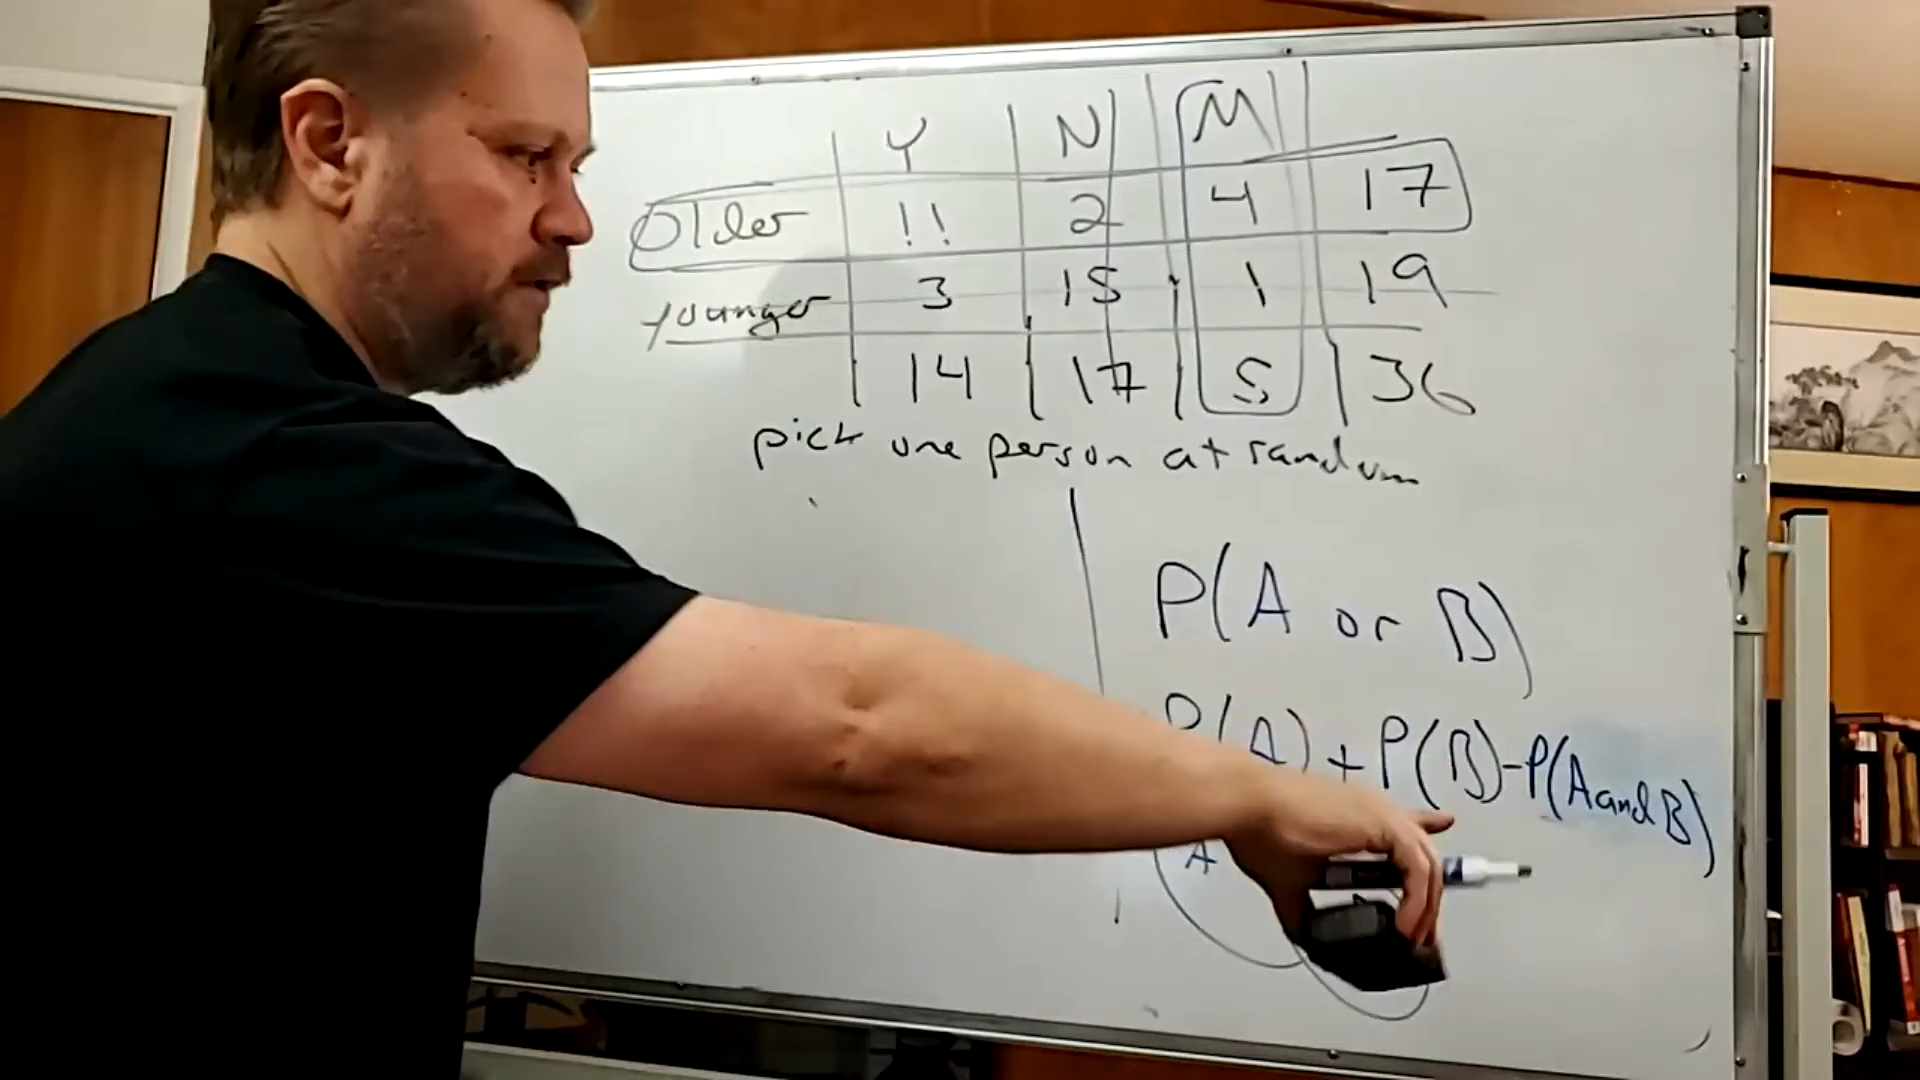 Y N M
Older 11 2 4 17
younger 3 15 1 19
14 17 5 36
pick one person at random
P(A or B)
P(A) + P(B) - P(A and B)
A